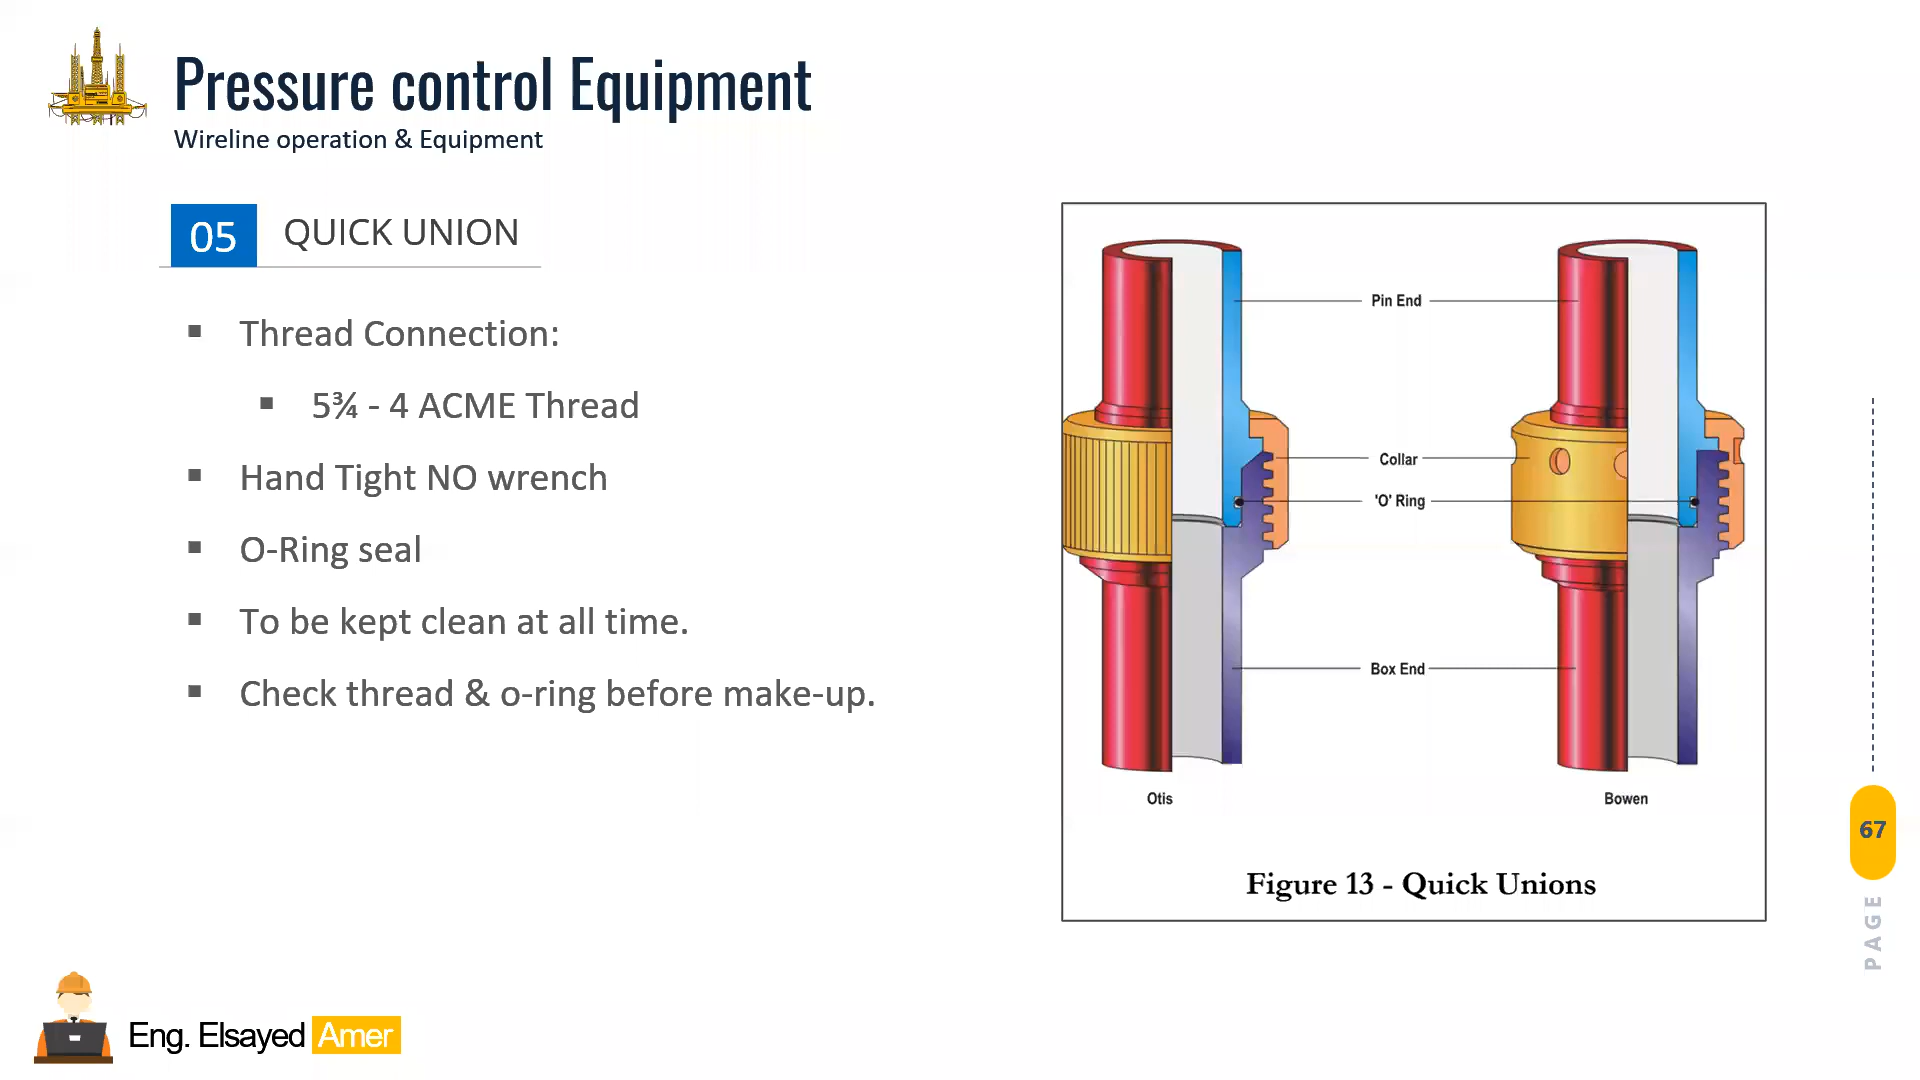 Pressure control Equipment
Wireline operation & Equipment
05 QUICK UNION
▪ Thread Connection:
▪ 5¾ - 4 ACME Thread
▪ Hand Tight NO wrench
▪ O-Ring seal
▪ To be kept clean at all time.
▪ Check thread & o-ring before make-up.
Pin End
Collar
'O' Ring
Box End
Otis
Bowen
Figure 13 - Quick Unions
67
PAGE
Eng. Elsayed Amer